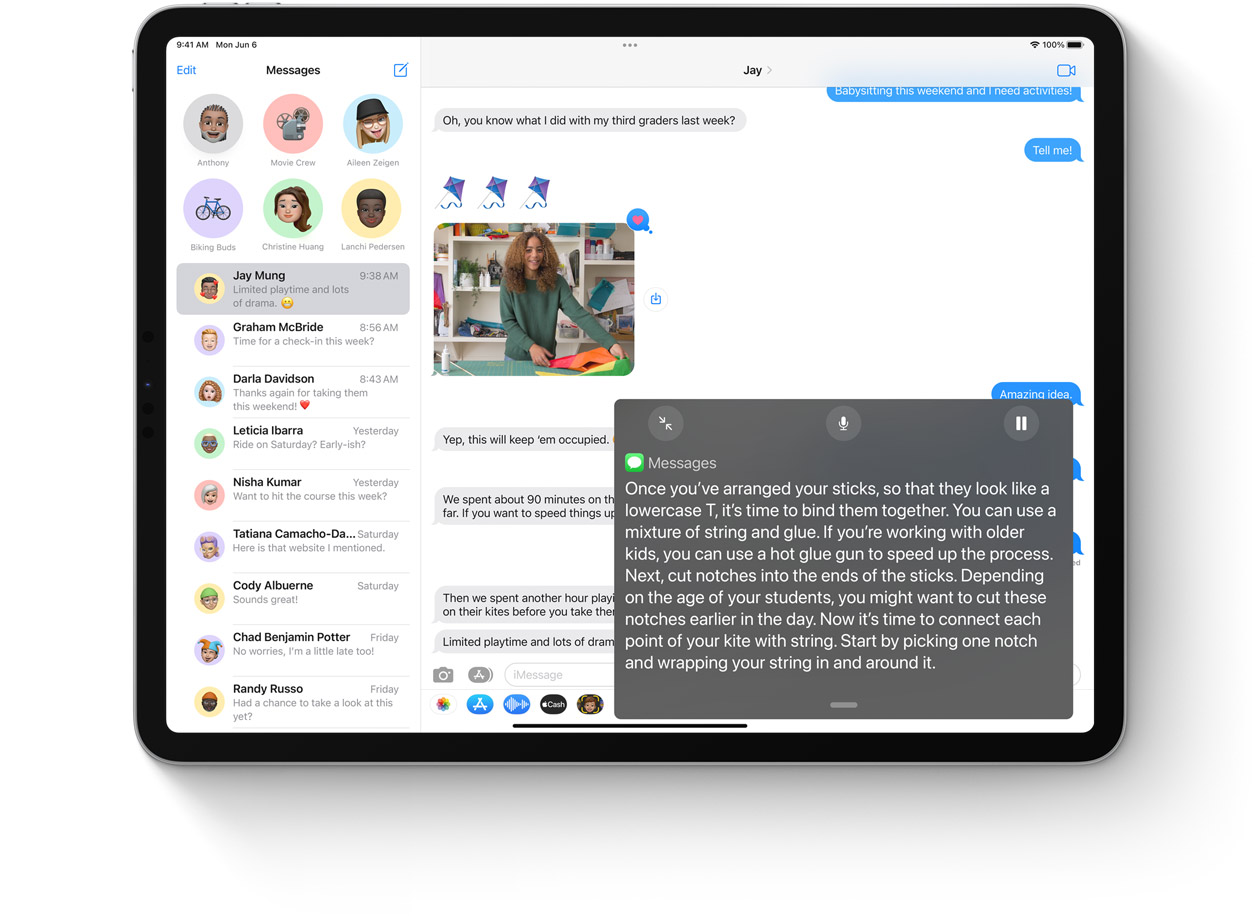 9:41 AM Mon Jun 6
100%
Edit
Messages
Anthony
Movie Crew
Aileen Zeigen
Biking Buds
Christine Huang
Lanchi Pedersen
Jay Mung 9:38 AM
Limited playtime and lots
of drama. 😬
Graham McBride 8:56 AM
Time for a check-in this week?
Darla Davidson 8:43 AM
Thanks again for taking them
this weekend! ❤️
Leticia Ibarra Yesterday
Ride on Saturday? Early-ish?
Nisha Kumar Yesterday
Want to hit the course this week?
Tatiana Camacho-Da... Saturday
Here is that website I mentioned.
Cody Albuerne Saturday
Sounds great!
Chad Benjamin Potter Friday
No worries, I'm a little late too!
Randy Russo Friday
Had a chance to take a look at this
yet?
Jay
Babysitting this weekend and I need activities!
Oh, you know what I did with my third graders last week?
Tell me!
🪁 🪁 🪁
Amazing idea.
Yep, this will keep ‘em occupied.
We spent about 90 minutes on th
far. If you want to speed things up
Then we spent another hour playi
on their kites before you take the
Limited playtime and lots of dram
iMessage
Cash
Messages
Once you’ve arranged your sticks, so that they look like a
lowercase T, it’s time to bind them together. You can use a
mixture of string and glue. If you’re working with older
kids, you can use a hot glue gun to speed up the process.
Next, cut notches into the ends of the sticks. Depending
on the age of your students, you might want to cut these
notches earlier in the day. Now it’s time to connect each
point of your kite with string. Start by picking one notch
and wrapping your string in and around it.